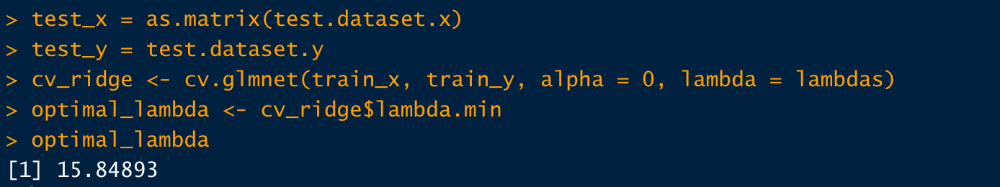 > test_x = as.matrix(test.dataset.x)
> test_y = test.dataset.y
> cv_ridge <- cv.glmnet(train_x, train_y, alpha = 0, lambda = lambdas)
> optimal_lambda <- cv_ridge$lambda.min
> optimal_lambda
[1] 15.84893